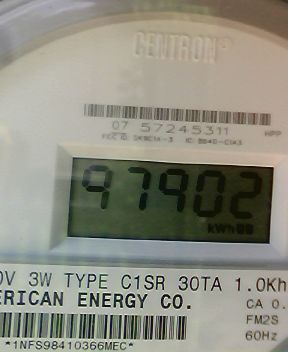 CENTRON®
07 57245311
HPP
97902
kWh
0V 3W TYPE C1SR 30TA 1.0Kh
ERICAN ENERGY CO.
CA 0.
FM2S
60Hz
*1NFS98410366MEC*